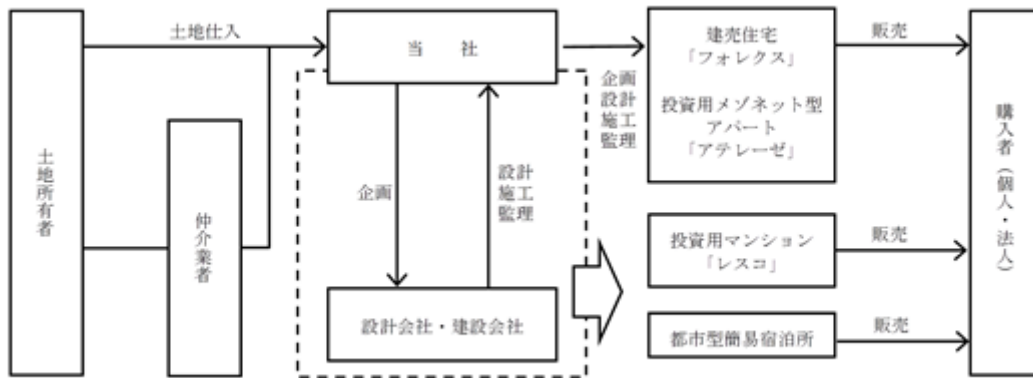 土地所有者
土地仕入
仲介業者
当 社
企画
設計
施工
監理
設計会社・建設会社
企画
設計
施工
監理
建売住宅
「フォレクス」
投資用メゾネット型
アパート
「アテレーゼ」
販売
投資用マンション
「レスコ」
販売
都市型簡易宿泊所
販売
購入者（個人・法人）